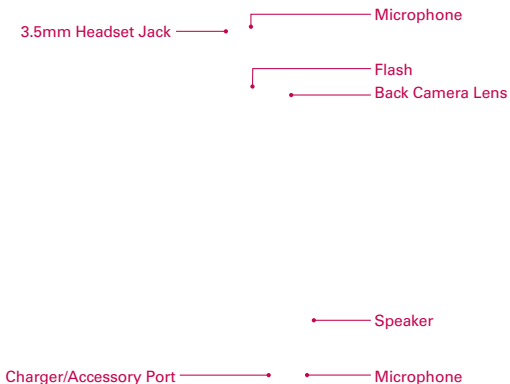 Microphone
3.5mm Headset Jack
Flash
Back Camera Lens
Speaker
Charger/Accessory Port
Microphone